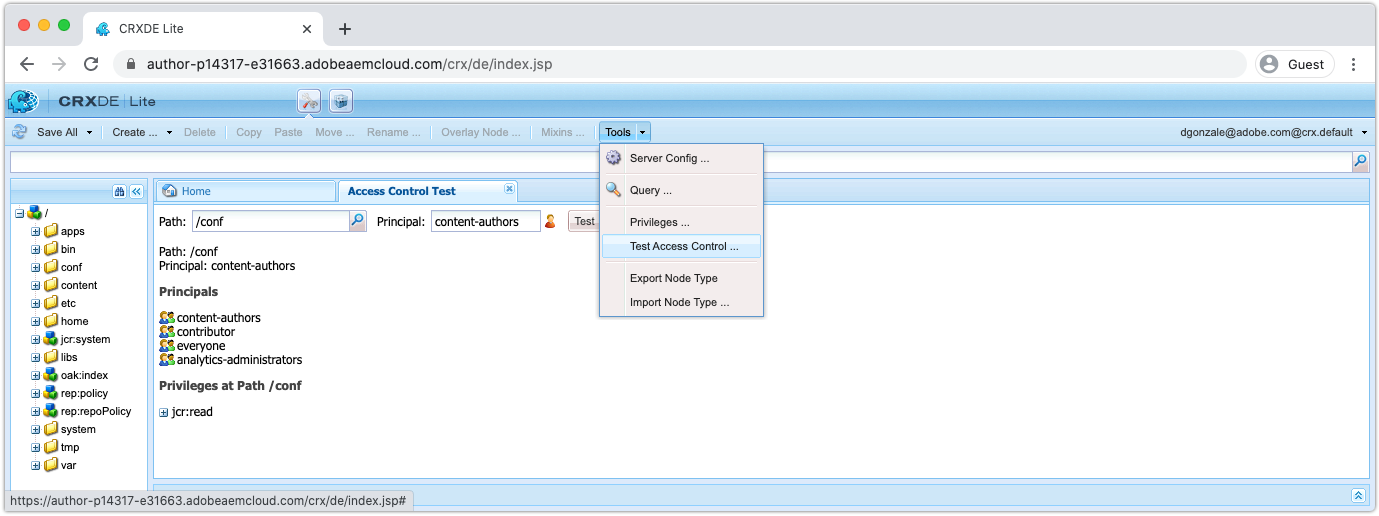 CRXDE Lite
author-p14317-e31663.adobeaemcloud.com/crx/de/index.jsp
Guest
CRXDE | Lite
Save All Create ... Delete Copy Paste Move ... Rename ... Overlay Node ... Mixins ... Tools dgonzale@adobe.com@crx.default
Server Config ...
Query ...
Privileges ...
Test Access Control ...
Export Node Type
Import Node Type ...
/
apps
bin
conf
content
etc
home
jcr:system
libs
oak:index
rep:policy
rep:repoPolicy
system
tmp
var
Home Access Control Test
Path: /conf Principal: content-authors Test
Path: /conf
Principal: content-authors
Principals
content-authors
contributor
everyone
analytics-administrators
Privileges at Path /conf
jcr:read
https://author-p14317-e31663.adobeaemcloud.com/crx/de/index.jsp#